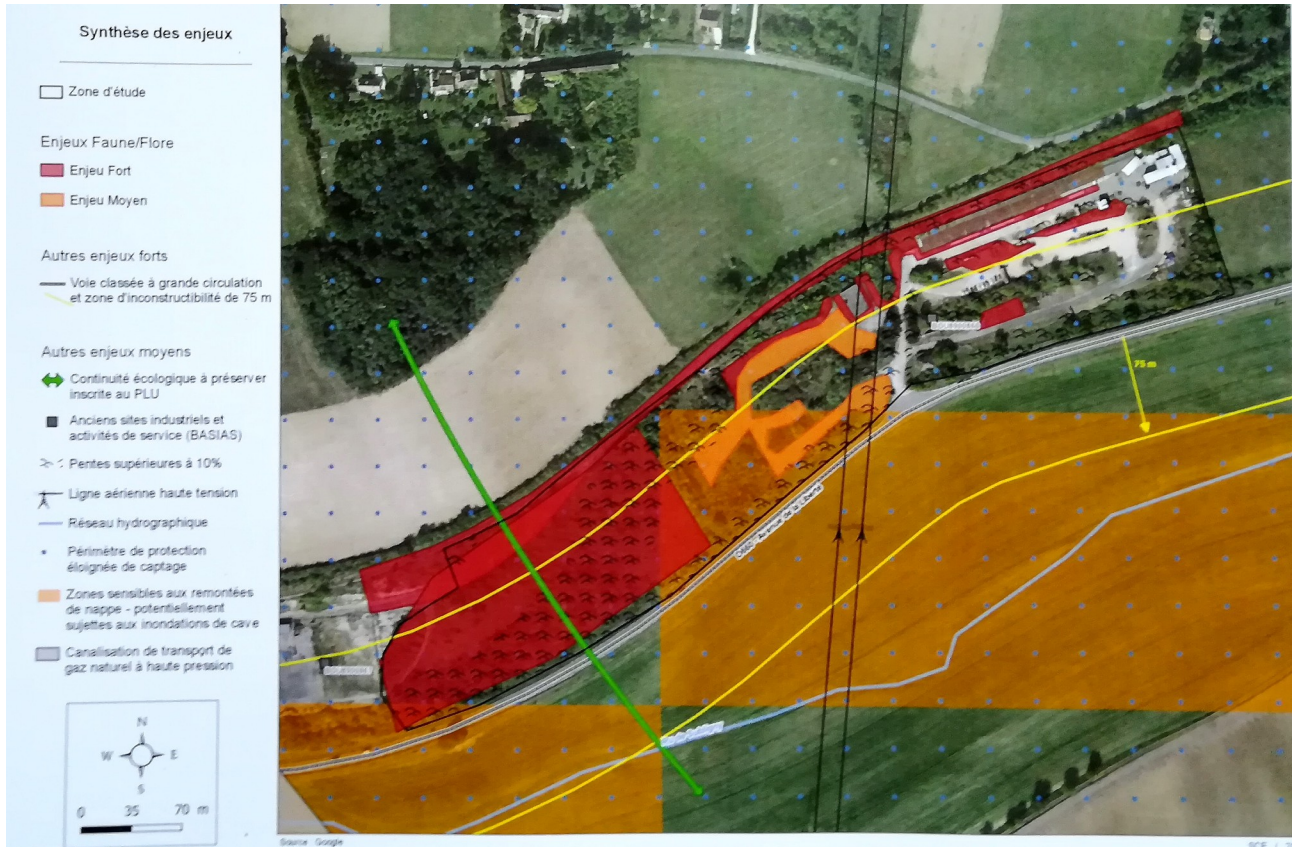 Synthèse des enjeux
Zone d'étude
Enjeux Faune/Flore
Enjeu Fort
Enjeu Moyen
Autres enjeux forts
Voie classée à grande circulation
et zone d'inconstructibilité de 75 m
Autres enjeux moyens
Continuité écologique à préserver
inscrite au PLU
Anciens sites industriels et
activités de service (BASIAS)
Pentes supérieures à 10%
Ligne aérienne haute tension
Réseau hydrographique
Périmètre de protection
éloignée de captage
Zones sensibles aux remontées
de nappe - potentiellement
sujettes aux inondations de cave
Canalisation de transport de
gaz naturel à haute pression
N
W E
S
0 35 70 m
75 m
Avenue de la Liberté
Source Google